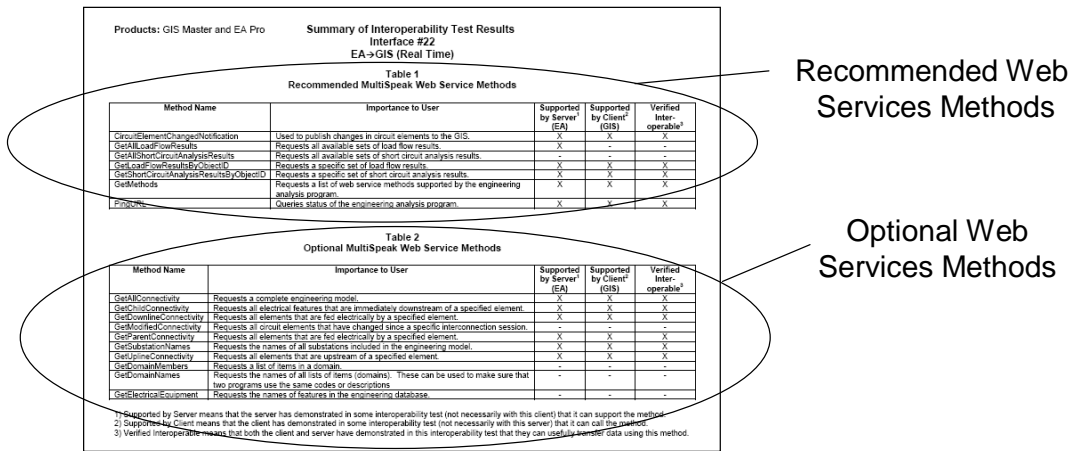 Products: GIS Master and EA Pro
Summary of Interoperability Test Results
Interface #22
EA→GIS (Real Time)
Table 1
Recommended MultiSpeak Web Service Methods
Method Name Importance to User Supported by Server¹ (EA) Supported by Client² (GIS) Verified Inter-operable³
CircuitElementChangedNotification Used to publish changes in circuit elements to the GIS. X X X
GetAllLoadFlowResults Requests all available sets of load flow results. X - -
GetAllShortCircuitAnalysisResults Requests all available sets of short circuit analysis results. - - -
GetLoadFlowResultsByObjectID Requests a specific set of load flow results. X X X
GetShortCircuitAnalysisResultsByObjectID Requests a specific set of short circuit analysis results. X X X
GetMethods Requests a list of web service methods supported by the engineering X X X
analysis program.
PingURL Queries status of the engineering analysis program. X X X
Table 2
Optional MultiSpeak Web Service Methods
Method Name Importance to User Supported by Server¹ (EA) Supported by Client² (GIS) Verified Inter-operable³
GetAllConnectivity Requests a complete engineering model. X X X
GetChildConnectivity Requests all electrical features that are immediately downstream of a specified element. X X X
GetDownlineConnectivity Requests all elements that are fed electrically by a specified element. X X X
GetModifiedConnectivity Requests all circuit elements that have changed since a specific interconnection session. - - -
GetParentConnectivity Requests all elements that are fed electrically by a specified element. X X X
GetSubstationNames Requests the names of all substations included in the engineering model. X X X
GetUplineConnectivity Requests all elements that are upstream of a specified element. X X X
GetDomainMembers Requests a list of items in a domain. - - -
GetDomainNames Requests the names of all lists of items (domains). These can be used to make sure that - - -
two programs use the same codes or descriptions
GetElectricalEquipment Requests the names of features in the engineering database. - - -
1) Supported by Server means that the server has demonstrated in some interoperability test (not necessarily with this client) that it can support the method.
2) Supported by Client means that the client has demonstrated in some interoperability test (not necessarily with this server) that it can call the method.
3) Verified Interoperable means that both the client and server have demonstrated in this interoperability test that they can usefully transfer data using this method.
Recommended Web
Services Methods
Optional Web
Services Methods